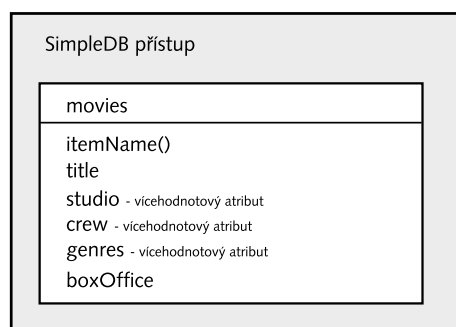 SimpleDB přístup
movies
itemName()
title
studio - vícehodnotový atribut
crew - vícehodnotový atribut
genres - vícehodnotový atribut
boxOffice